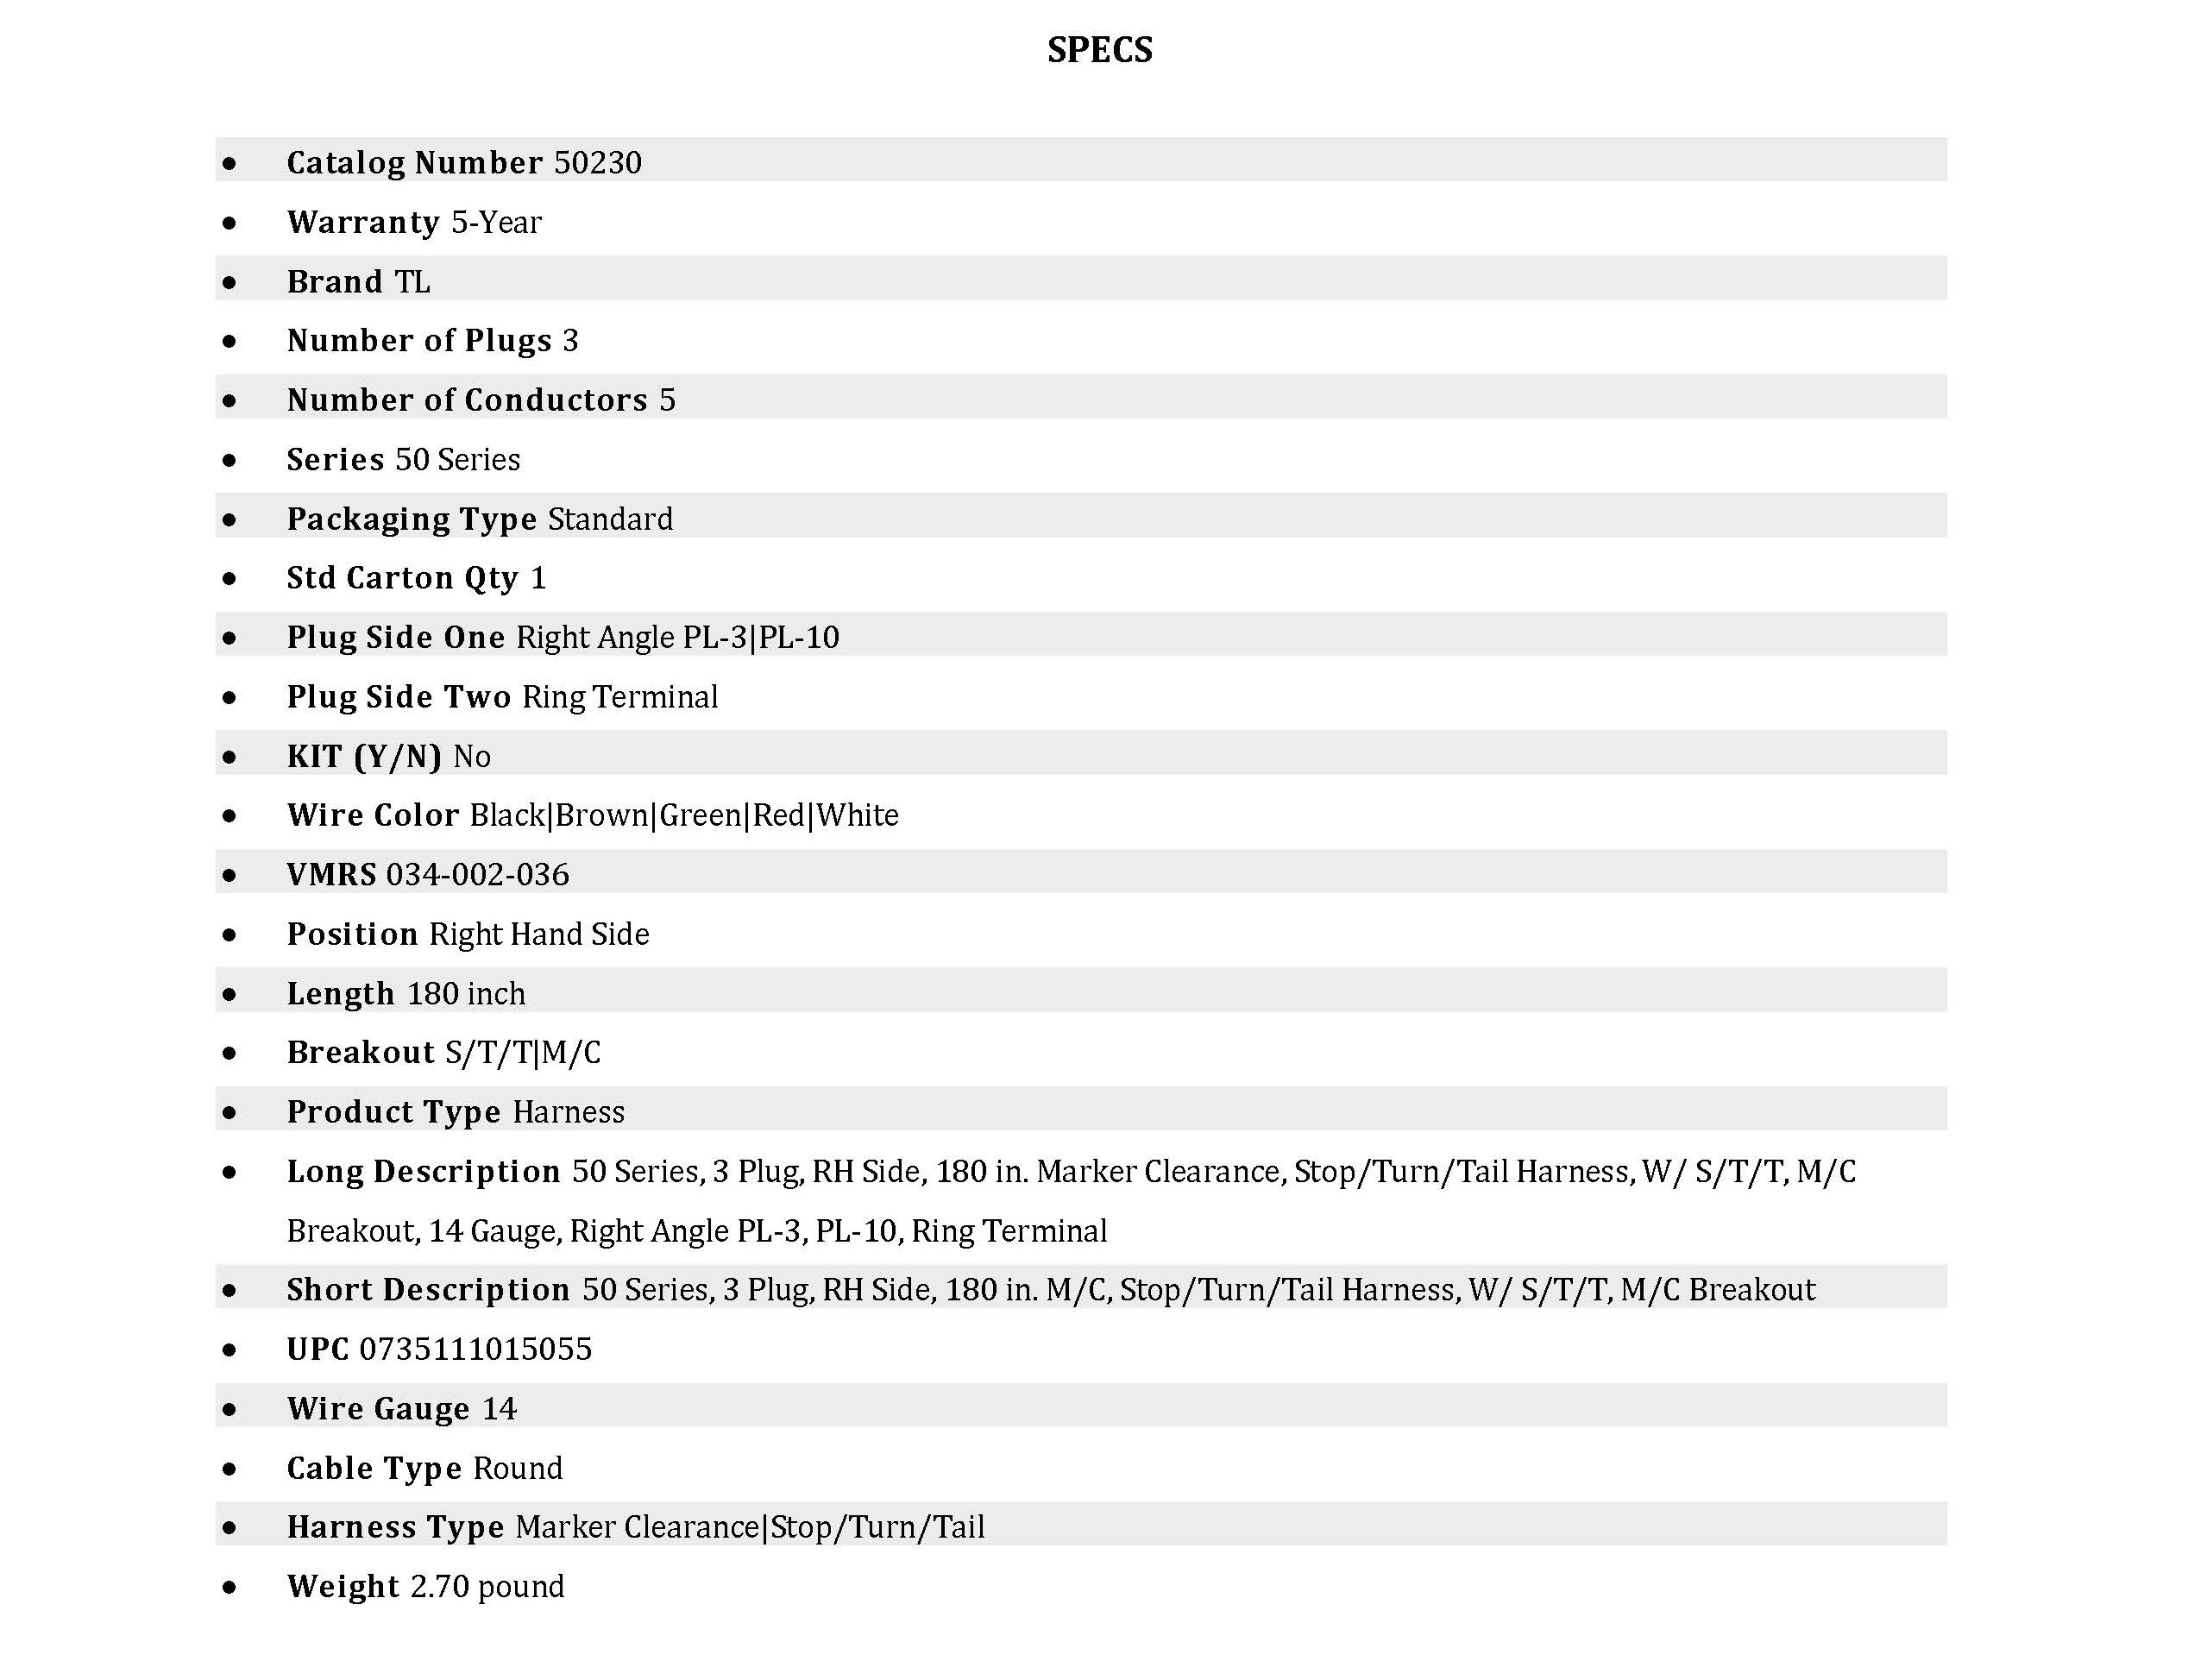 SPECS
• Catalog Number 50230
• Warranty 5-Year
• Brand TL
• Number of Plugs 3
• Number of Conductors 5
• Series 50 Series
• Packaging Type Standard
• Std Carton Qty 1
• Plug Side One Right Angle PL-3|PL-10
• Plug Side Two Ring Terminal
• KIT (Y/N) No
• Wire Color Black|Brown|Green|Red|White
• VMRS 034-002-036
• Position Right Hand Side
• Length 180 inch
• Breakout S/T/T|M/C
• Product Type Harness
• Long Description 50 Series, 3 Plug, RH Side, 180 in. Marker Clearance, Stop/Turn/Tail Harness, W/ S/T/T, M/C
Breakout, 14 Gauge, Right Angle PL-3, PL-10, Ring Terminal
• Short Description 50 Series, 3 Plug, RH Side, 180 in. M/C, Stop/Turn/Tail Harness, W/ S/T/T, M/C Breakout
• UPC 0735111015055
• Wire Gauge 14
• Cable Type Round
• Harness Type Marker Clearance|Stop/Turn/Tail
• Weight 2.70 pound